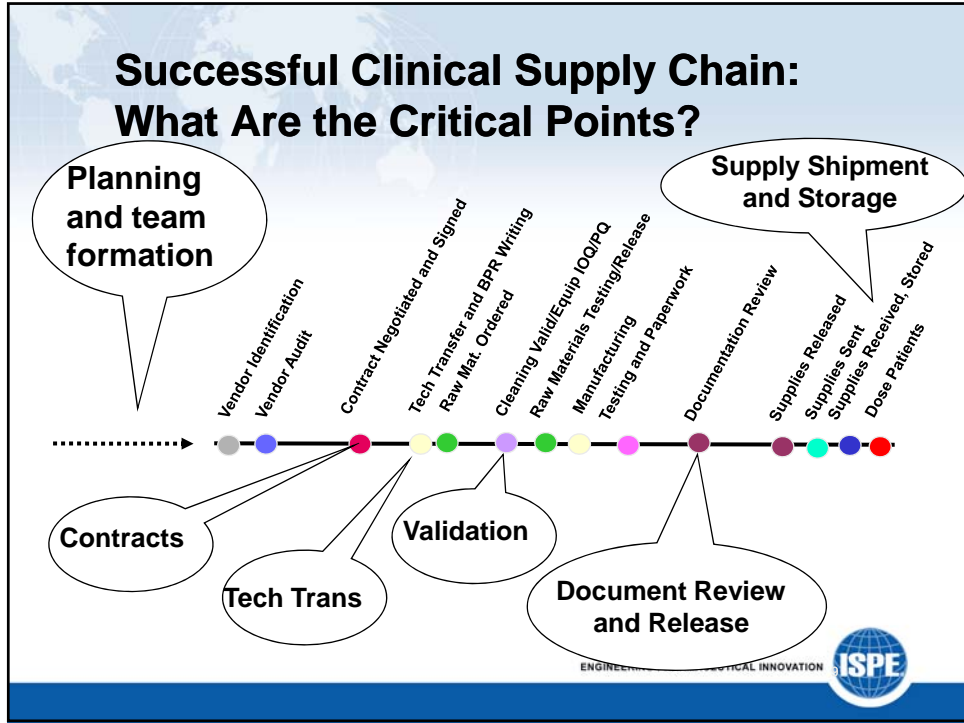 Successful Clinical Supply Chain:
What Are the Critical Points?
Planning
and team
formation
Supply Shipment
and Storage
Vendor Identification
Vendor Audit
Contract Negotiated and Signed
Tech Transfer and BPR Writing
Raw Mat. Ordered
Cleaning Valid/Equip IOQ/PQ
Raw Materials Testing/Release
Manufacturing
Testing and Paperwork
Documentation Review
Supplies Released
Supplies Sent
Supplies Received, Stored
Dose Patients
Contracts
Tech Trans
Validation
Document Review
and Release
INNOVATION
ISPE